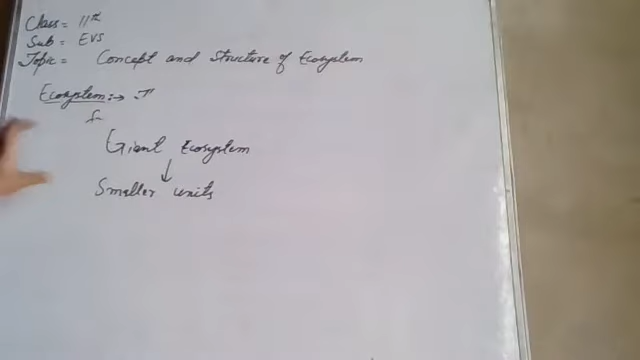 Class = 11th
Sub = EVS
Topic = Concept and Structure of Ecosystem
Ecosystem :→
Giant Ecosystem
↓
Smaller units